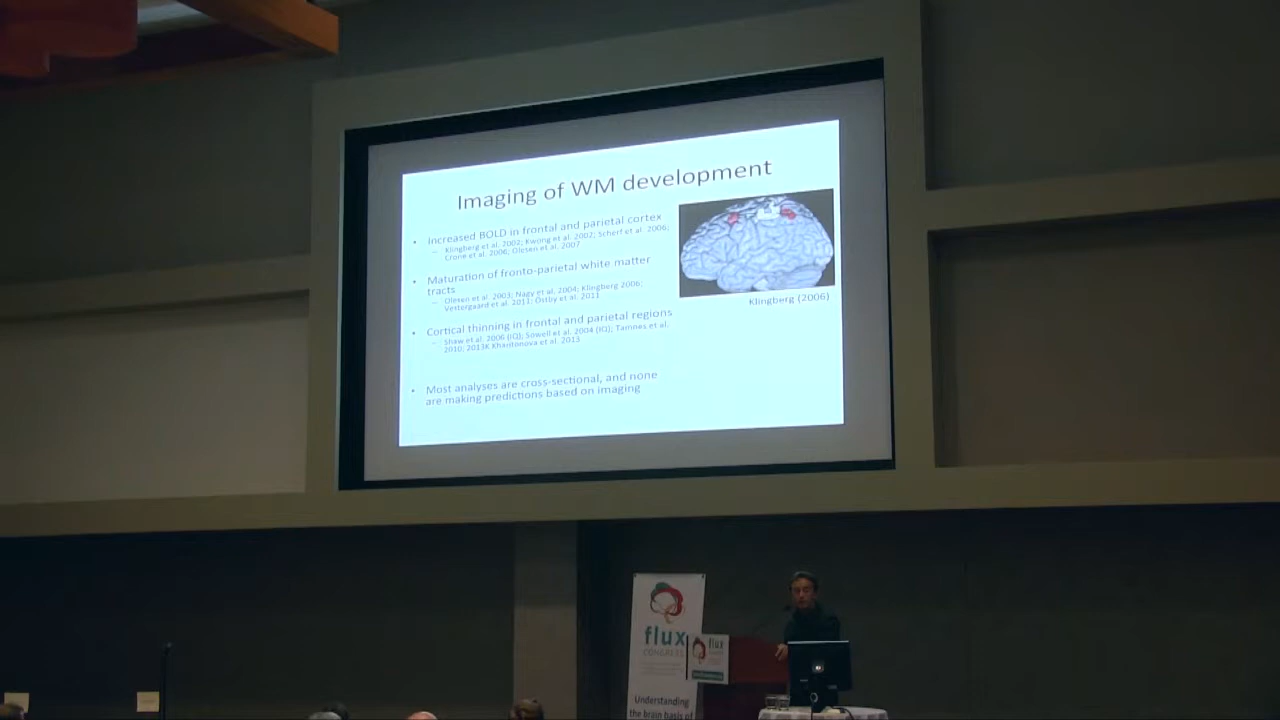 Imaging of WM development
• Increased BOLD in frontal and parietal cortex
– Klingberg et al. 2002; Kwong et al. 2002; Scherf et al. 2006;
Crone et al. 2006; Olesen et al. 2007
• Maturation of fronto-parietal white matter
tracts
– Olesen et al. 2003; Nagy et al. 2004; Klingberg 2006;
Vestergaard et al. 2011; Ostby et al. 2011
• Cortical thinning in frontal and parietal regions
– Shaw et al. 2006 (IQ); Sowell et al. 2004 (IQ); Tamnes et al.
2010; 2013K Kharitonova et al. 2013
• Most analyses are cross-sectional, and none
are making predictions based on imaging
Klingberg (2006)
flux
CONGRESS
Understanding
the brain basis of
flux